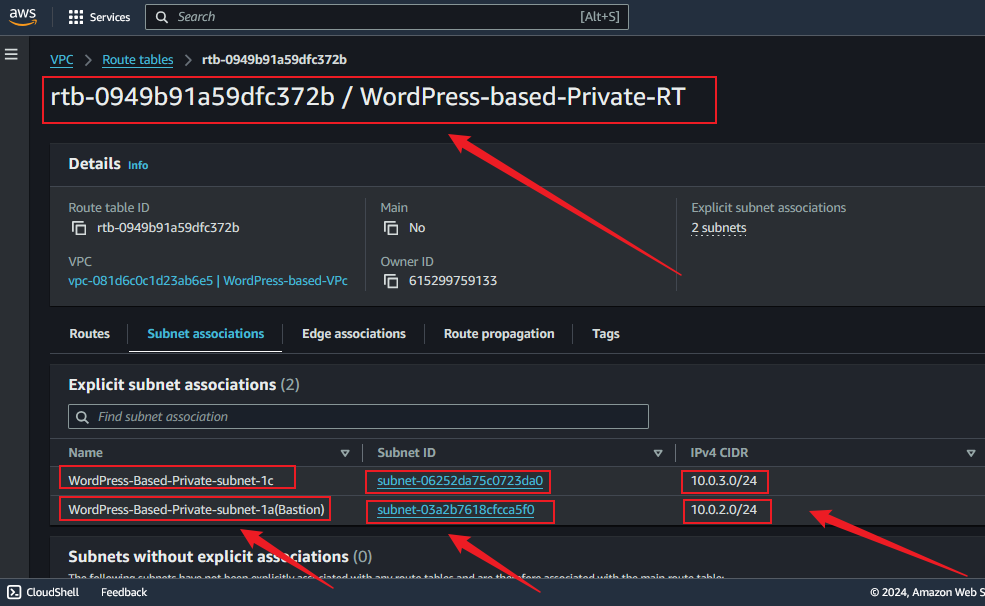 aws Services Search [Alt+S]
VPC > Route tables > rtb-0949b91a59dfc372b
rtb-0949b91a59dfc372b / WordPress-based-Private-RT
Details Info
Route table ID
rtb-0949b91a59dfc372b
Main
No
Explicit subnet associations
2 subnets
VPC
vpc-081d6c0c1d23ab6e5 | WordPress-based-VPc
Owner ID
615299759133
Routes Subnet associations Edge associations Route propagation Tags
Explicit subnet associations (2)
Find subnet association
Name Subnet ID IPv4 CIDR
WordPress-Based-Private-subnet-1c subnet-06252da75c0723da0 10.0.3.0/24
WordPress-Based-Private-subnet-1a(Bastion) subnet-03a2b7618cfcca5f0 10.0.2.0/24
Subnets without explicit associations (0)
The following subnets have not been explicitly associated with any route tables and are therefore associated with the main route table:
CloudShell Feedback © 2024, Amazon Web S